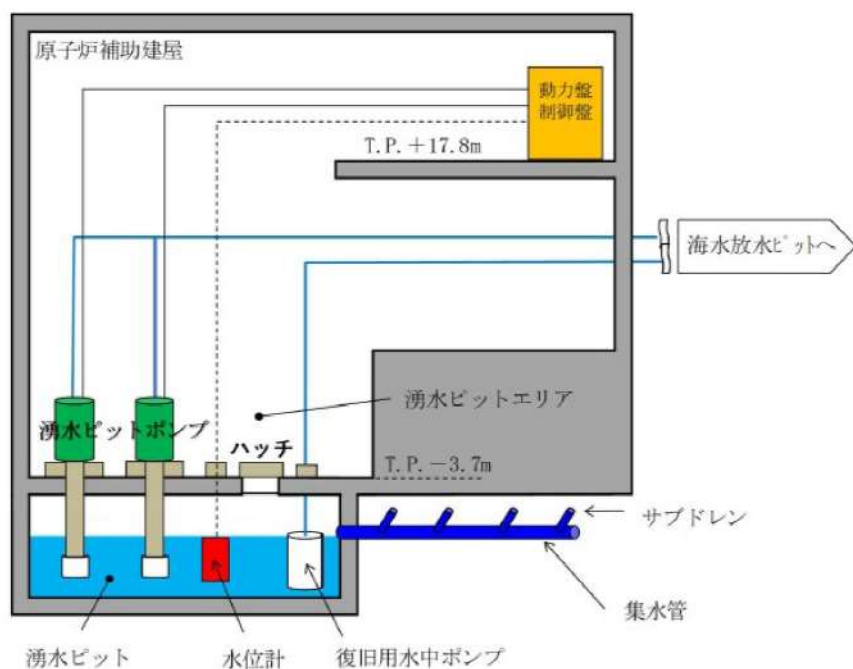 原子炉補助建屋
動力盤
制御盤
T.P.+17.8m
海水放水ピットへ
湧水ピットエリア
湧水ピットポンプ
ハッチ
T.P.-3.7m
サブドレン
集水管
湧水ピット
水位計
復旧用水中ポンプ